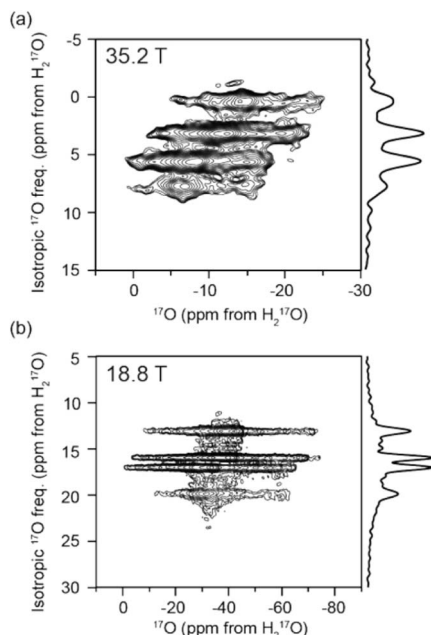 (a)
35.2 T
Isotropic ¹⁷O freq. (ppm from H₂¹⁷O)
-5
0
5
10
15
0
-10
-20
-30
¹⁷O (ppm from H₂¹⁷O)
(b)
18.8 T
Isotropic ¹⁷O freq. (ppm from H₂¹⁷O)
5
10
15
20
25
30
0
-20
-40
-60
-80
¹⁷O (ppm from H₂¹⁷O)